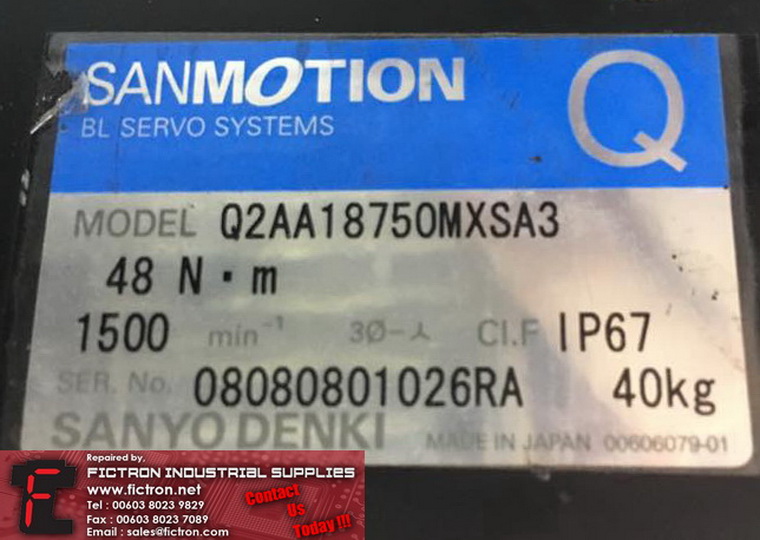 SANMOTION
BL SERVO SYSTEMS
Q
MODEL Q2AA18750MXSA3
48 N・m
1500 min⁻¹ 3Ø-⅄ CI.F IP67
SER. No. 08080801026RA 40kg
SANYO DENKI MADE IN JAPAN 00606079-01
Repaired by,
FICTRON INDUSTRIAL SUPPLIES
www.fictron.net
Tel : 00603 8023 9829
Fax : 00603 8023 7089
Email : sales@fictron.com
Contact
Us
Today !!!